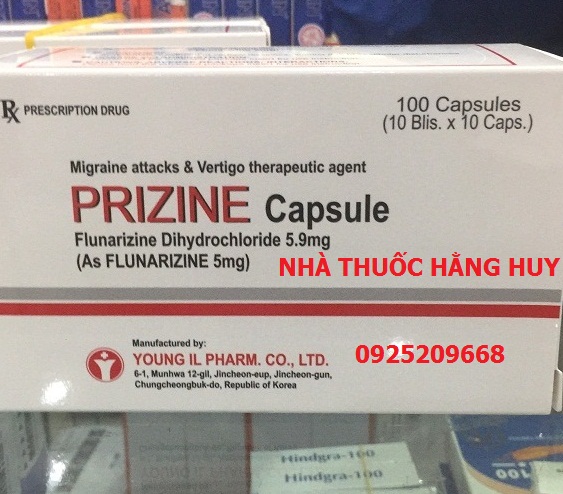 Rx PRESCRIPTION DRUG
100 Capsules
(10 Blis. x 10 Caps.)
Migraine attacks & Vertigo therapeutic agent
PRIZINE Capsule
Flunarizine Dihydrochloride 5.9mg
(As FLUNARIZINE 5mg)
NHÀ THUỐC HẰNG HUY
Manufactured by:
YOUNG IL PHARM. CO., LTD.
6-1, Munhwa 12-gil, Jincheon-eup, Jincheon-gun,
Chungcheongbuk-do, Republic of Korea
0925209668
Hindgra-100
Hindgra-100